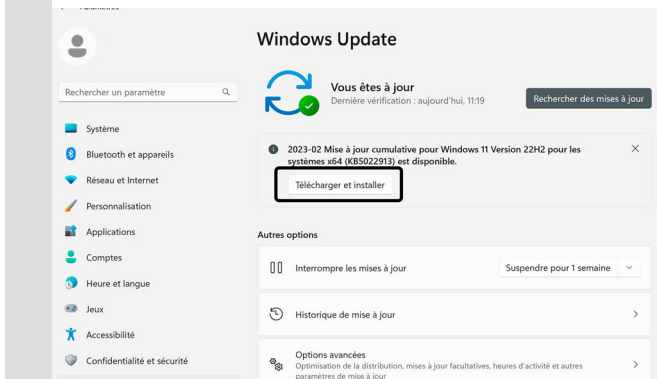 Paramètres
Windows Update
Vous êtes à jour
Dernière vérification : aujourd'hui, 11:19
Rechercher des mises à jour
Rechercher un paramètre
Système
Bluetooth et appareils
Réseau et Internet
Personnalisation
Applications
Comptes
Heure et langue
Jeux
Accessibilité
Confidentialité et sécurité
2023-02 Mise à jour cumulative pour Windows 11 Version 22H2 pour les
systèmes x64 (KB5022913) est disponible.
Télécharger et installer
Autres options
Interrompre les mises à jour
Suspendre pour 1 semaine
Historique de mise à jour
Options avancées
Optimisation de la distribution, mises à jour facultatives, heures d'activité et autres
paramètres de mise à jour